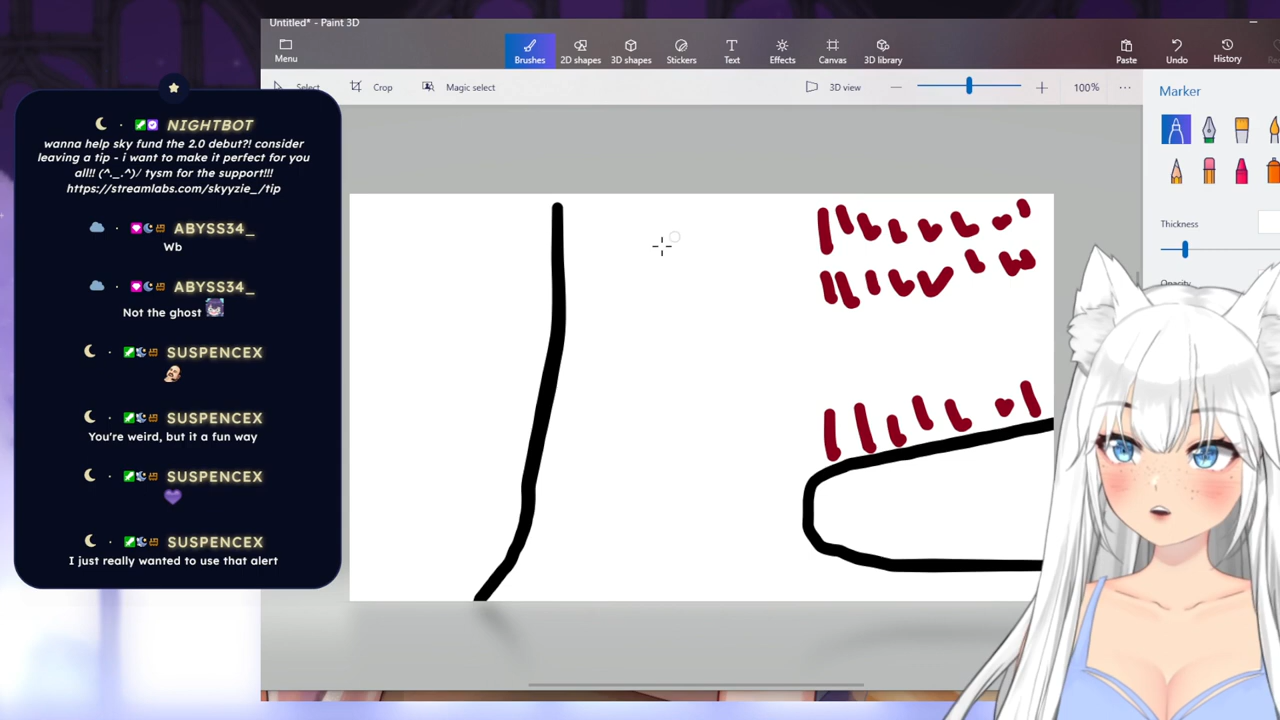 Untitled* - Paint 3D
Menu
Brushes
2D shapes
3D shapes
Stickers
Text
Effects
Canvas
3D library
Paste
Undo
History
Select
Crop
Magic select
3D view
100%
Marker
Thickness
Opacity
NIGHTBOT
wanna help sky fund the 2.0 debut?! consider
leaving a tip - i want to make it perfect for you
all!! (^._.^)/ tysm for the support!!!
https://streamlabs.com/skyyzie_/tip
ABYSS34_
Wb
ABYSS34_
Not the ghost
SUSPENCEX
SUSPENCEX
You're weird, but it a fun way
SUSPENCEX
SUSPENCEX
I just really wanted to use that alert